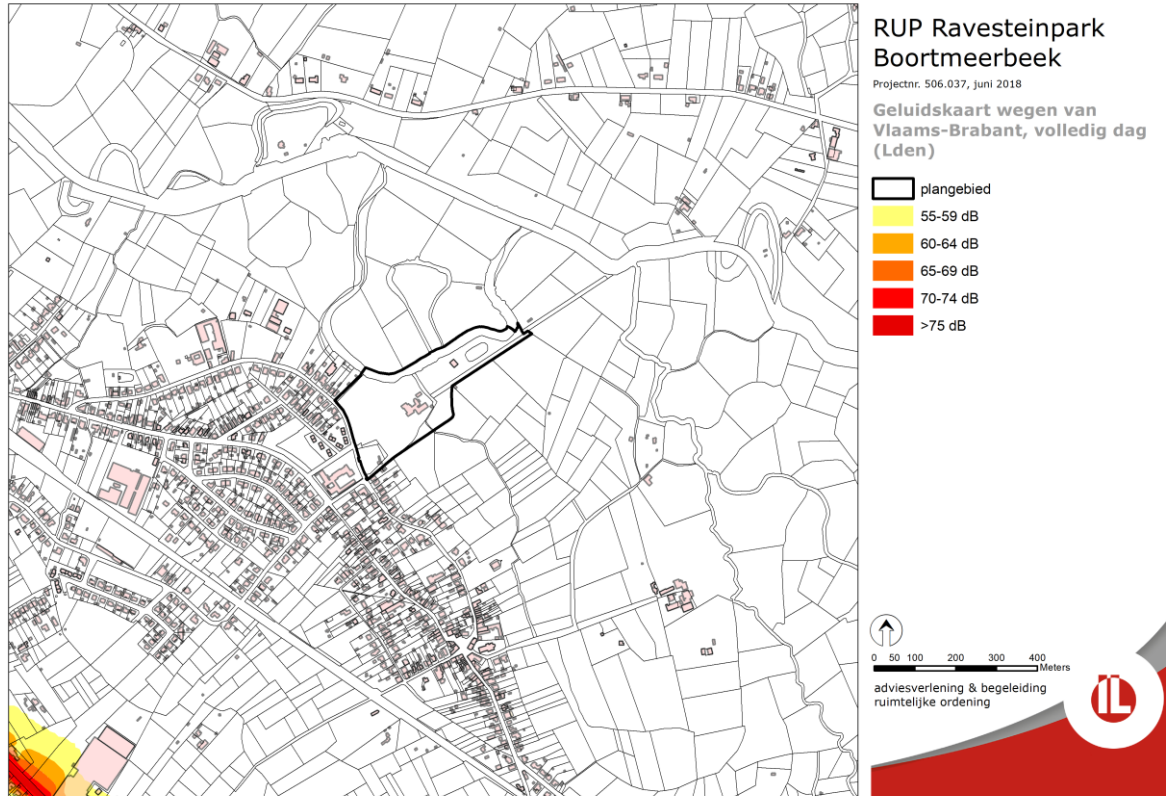 RUP Ravesteinpark
Boortmeerbeek
Projectnr. 506.037, juni 2018
Geluidskaart wegen van
Vlaams-Brabant, volledig dag
(Lden)
plangebied
55-59 dB
60-64 dB
65-69 dB
70-74 dB
>75 dB
0 50 100 200 300 400
Meters
adviesverlening & begeleiding
ruimtelijke ordening